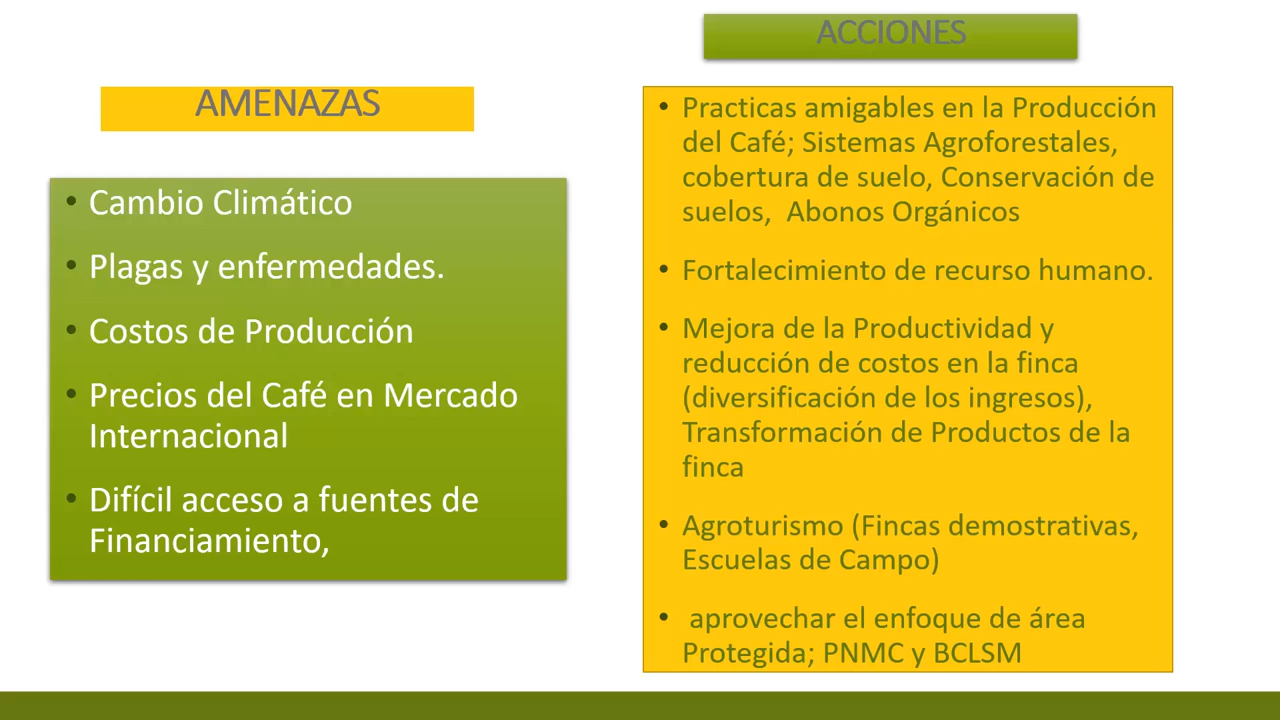 AMENAZAS
• Cambio Climático
• Plagas y enfermedades.
• Costos de Producción
• Precios del Café en Mercado
Internacional
• Difícil acceso a fuentes de
Financiamiento,
ACCIONES
• Practicas amigables en la Producción
del Café; Sistemas Agroforestales,
cobertura de suelo, Conservación de
suelos, Abonos Orgánicos
• Fortalecimiento de recurso humano.
• Mejora de la Productividad y
reducción de costos en la finca
(diversificación de los ingresos),
Transformación de Productos de la
finca
• Agroturismo (Fincas demostrativas,
Escuelas de Campo)
• aprovechar el enfoque de área
Protegida; PNMC y BCLSM